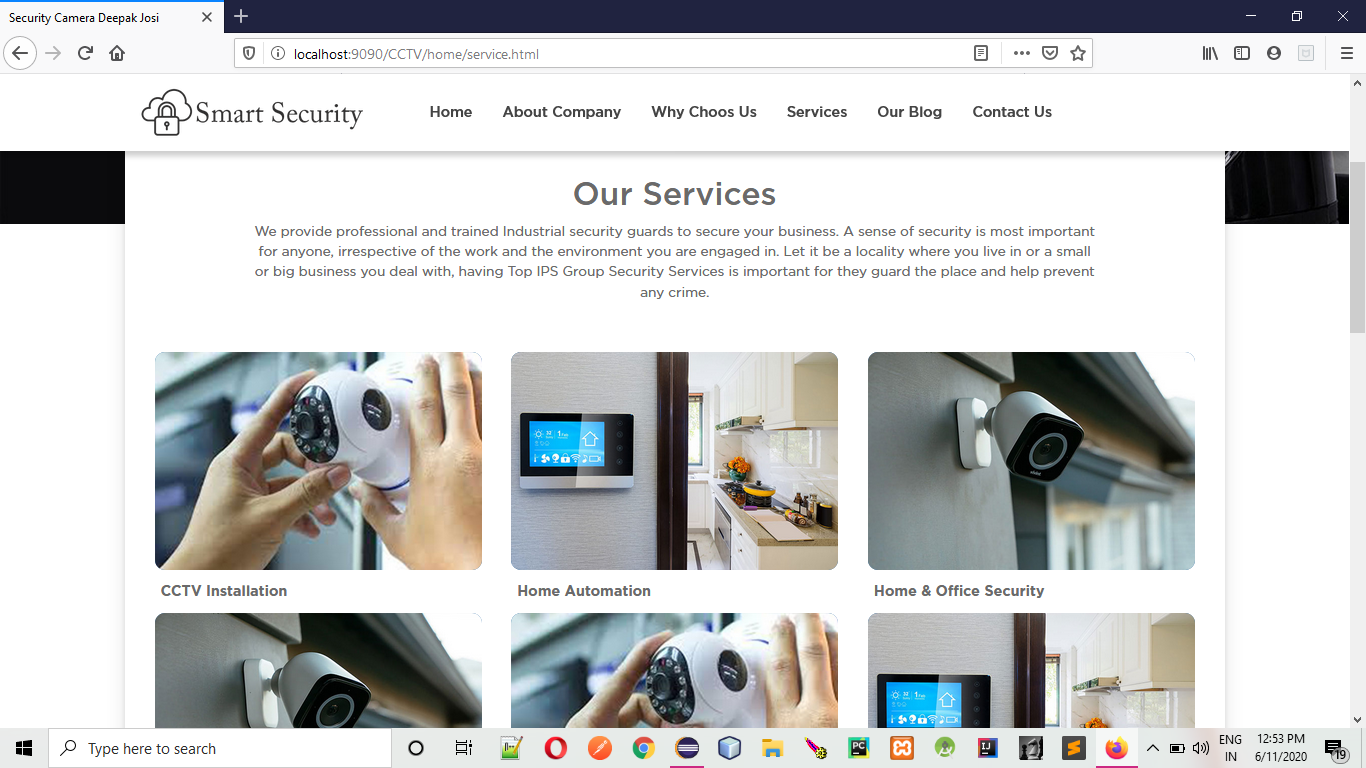 Security Camera Deepak Josi
localhost:9090/CCTV/home/service.html
Smart Security
Home
About Company
Why Choos Us
Services
Our Blog
Contact Us
Our Services
We provide professional and trained Industrial security guards to secure your business. A sense of security is most important
for anyone, irrespective of the work and the environment you are engaged in. Let it be a locality where you live in or a small
or big business you deal with, having Top IPS Group Security Services is important for they guard the place and help prevent
any crime.
CCTV Installation
Home Automation
Home & Office Security
Type here to search
PC
IJ
ENG
IN
12:53 PM
6/11/2020
19